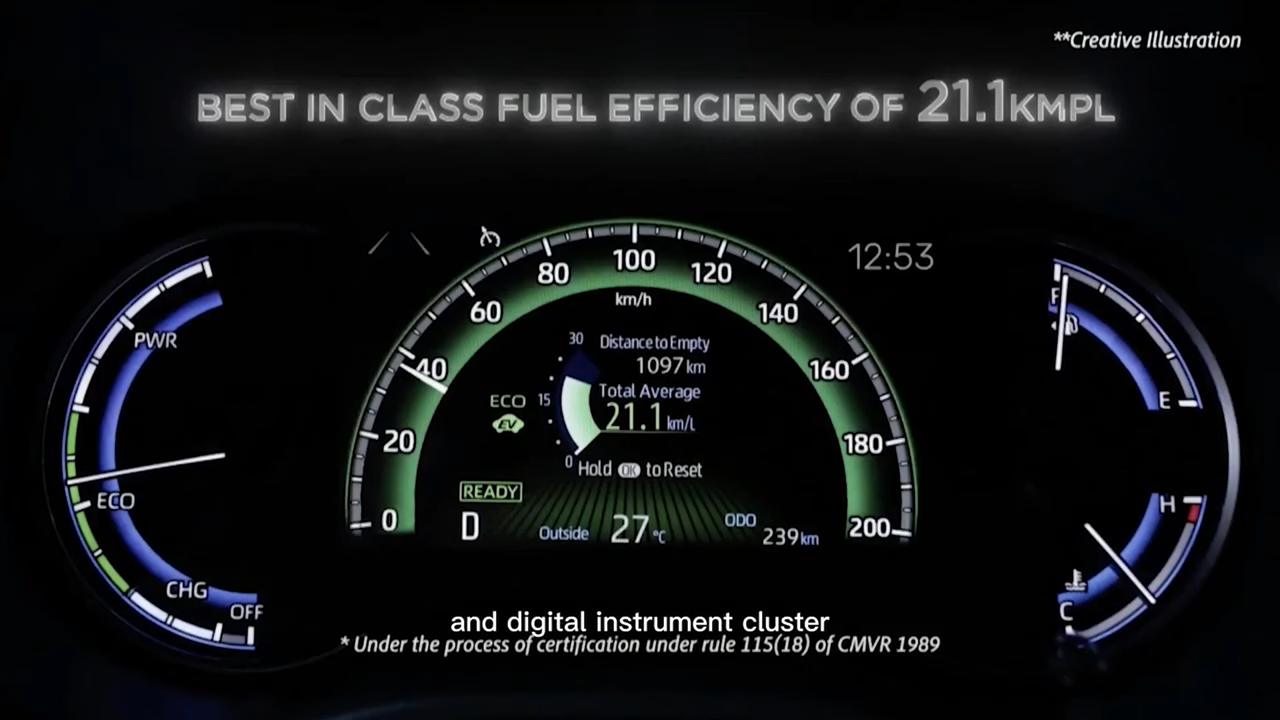 **Creative Illustration
BEST IN CLASS FUEL EFFICIENCY OF 21.1KMPL
12:53
80 100 120
km/h
60 140
40 160
20 180
0 200
PWR
ECO
CHG
OFF
30 Distance to Empty
1097 km
Total Average
ECO 15
EV 21.1 km/l
0 Hold OK to Reset
READY
D Outside 27 °C ODO 239 km
F
E
H
C
and digital instrument cluster
* Under the process of certification under rule 115(18) of CMVR 1989